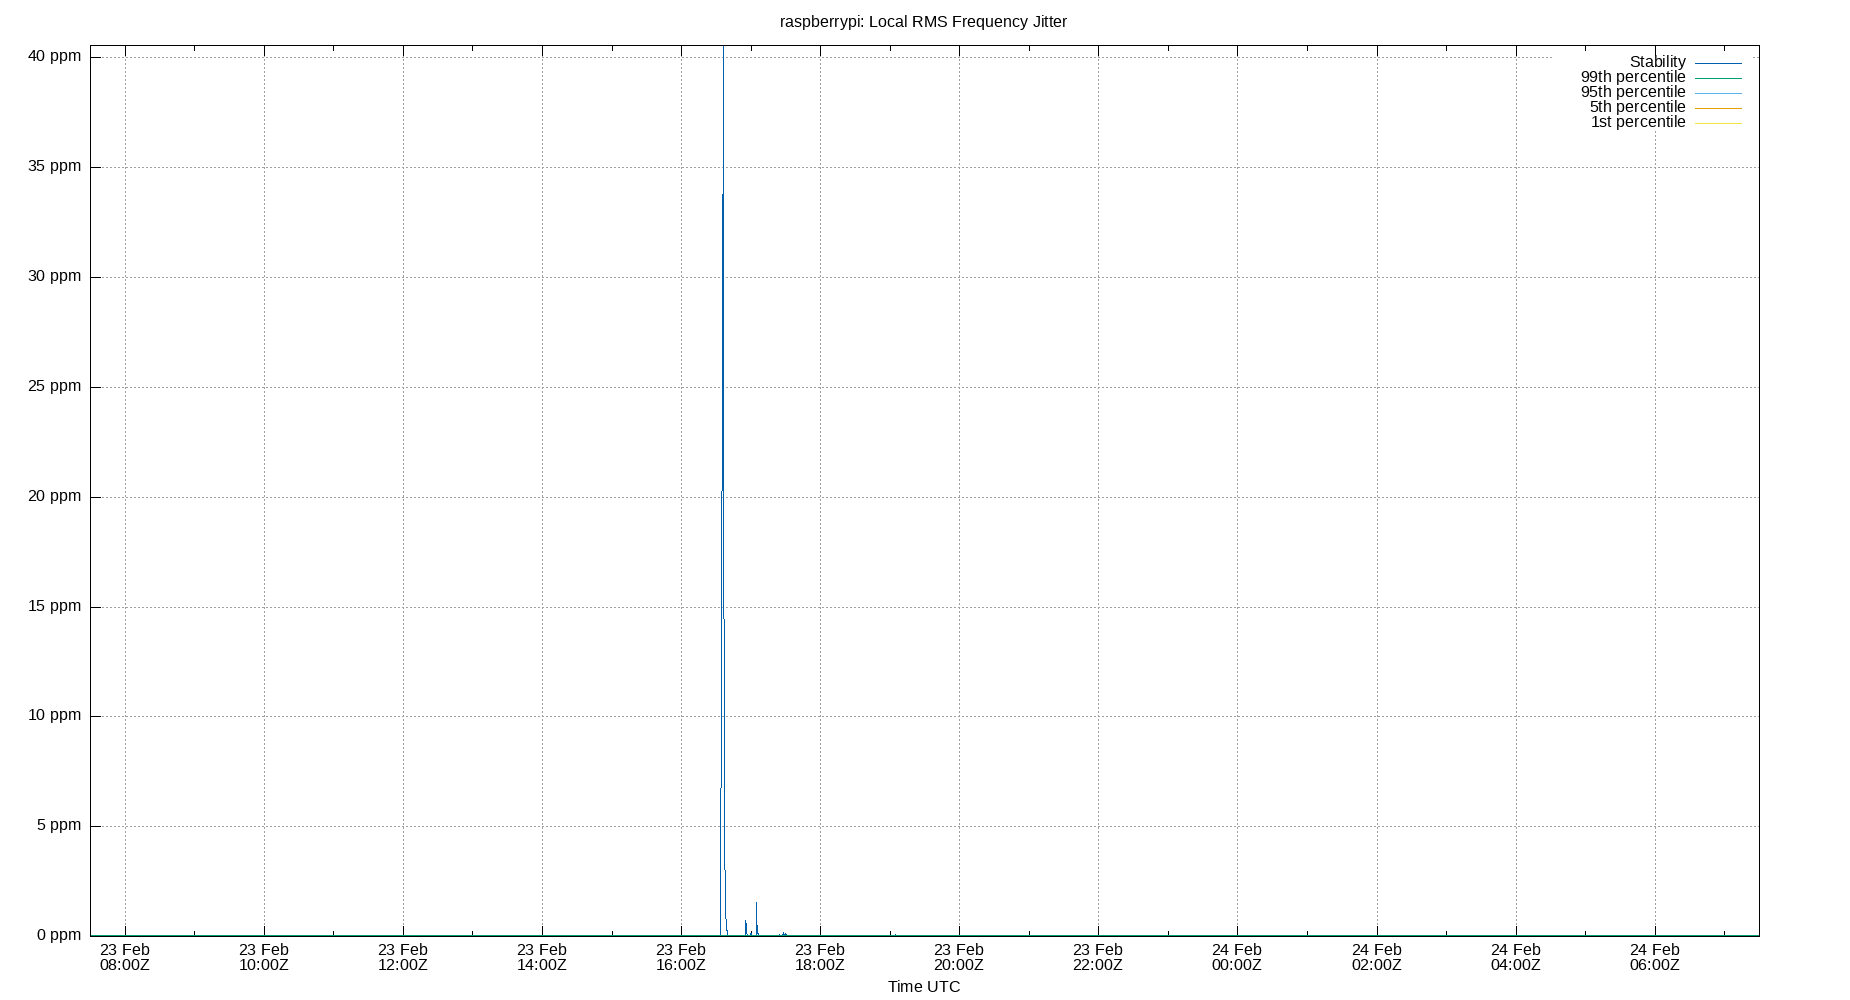 raspberrypi: Local RMS Frequency Jitter
40 ppm
35 ppm
30 ppm
25 ppm
20 ppm
15 ppm
10 ppm
5 ppm
0 ppm
Stability
99th percentile
95th percentile
5th percentile
1st percentile
23 Feb 23 Feb 23 Feb 23 Feb 23 Feb 23 Feb 23 Feb 23 Feb 24 Feb 24 Feb 24 Feb 24 Feb
08:00Z 10:00Z 12:00Z 14:00Z 16:00Z 18:00Z 20:00Z 22:00Z 00:00Z 02:00Z 04:00Z 06:00Z
Time UTC